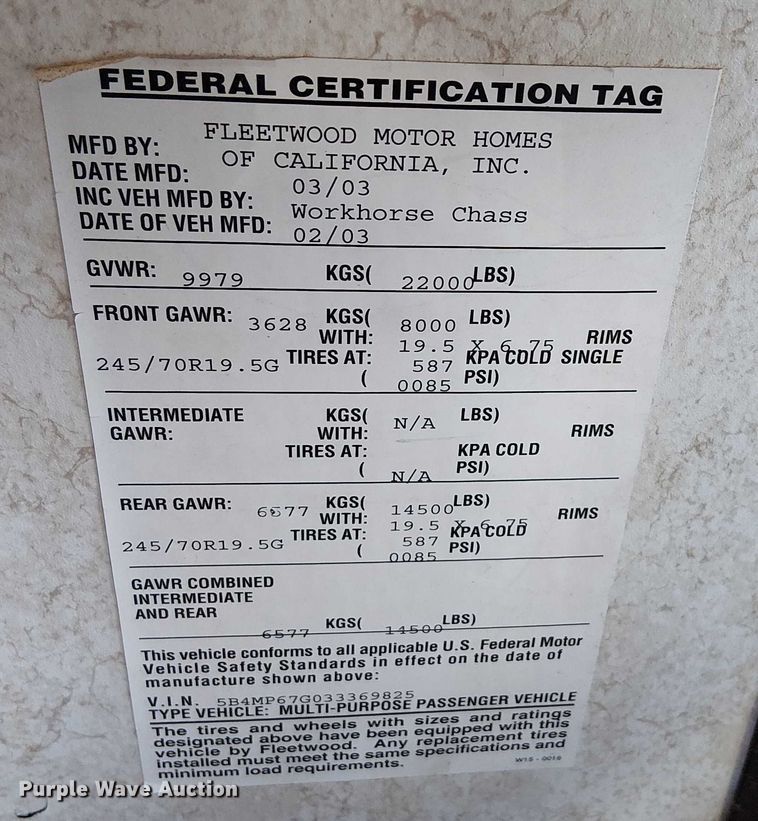 FEDERAL CERTIFICATION TAG
MFD BY: FLEETWOOD MOTOR HOMES
OF CALIFORNIA, INC.
DATE MFD: 03/03
INC VEH MFD BY: Workhorse Chass
DATE OF VEH MFD: 02/03
GVWR: 9979 KGS( 22000 LBS)
FRONT GAWR: 3628 KGS( 8000 LBS)
WITH: 19.5 X 6.75 RIMS
245/70R19.5G TIRES AT: 587 KPA COLD SINGLE
( 0085 PSI)
INTERMEDIATE KGS( N/A LBS)
GAWR: WITH: RIMS
TIRES AT: KPA COLD
( N/A PSI)
REAR GAWR: 6577 KGS( 14500 LBS)
WITH: 19.5 X 6.75 RIMS
245/70R19.5G TIRES AT: 587 KPA COLD
( 0085 PSI)
GAWR COMBINED
INTERMEDIATE
AND REAR
6577 KGS( 14500 LBS)
This vehicle conforms to all applicable U.S. Federal Motor
Vehicle Safety Standards in effect on the date of
manufacture shown above:
V.I.N. 5B4MP67G033369825
TYPE VEHICLE: MULTI-PURPOSE PASSENGER VEHICLE
The tires and wheels with sizes and ratings
designated above have been equipped with this
vehicle by Fleetwood. Any replacement tires
installed must meet the same specifications and
minimum load requirements.
W15 - 0019
Purple Wave Auction